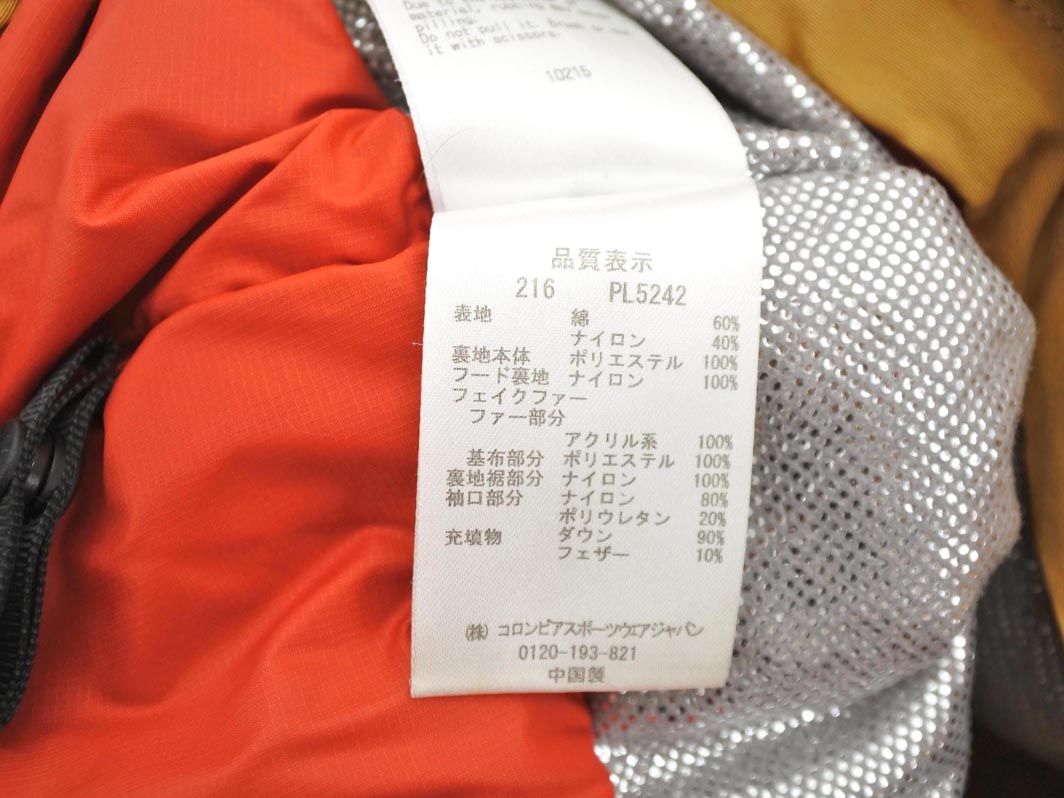 Due to the
material, rubbing may
pilling.
Do not pull it.
it with scissors.
10215
品質表示
216 PL5242
表地 綿 60%
ナイロン 40%
裏地本体 ポリエステル 100%
フード裏地 ナイロン 100%
フェイクファー
ファー部分
アクリル系 100%
基布部分 ポリエステル 100%
裏地裾部分 ナイロン 100%
袖口部分 ナイロン 80%
ポリウレタン 20%
充填物 ダウン 90%
フェザー 10%
㈱ コロンビアスポーツウェアジャパン
0120-193-821
中国製